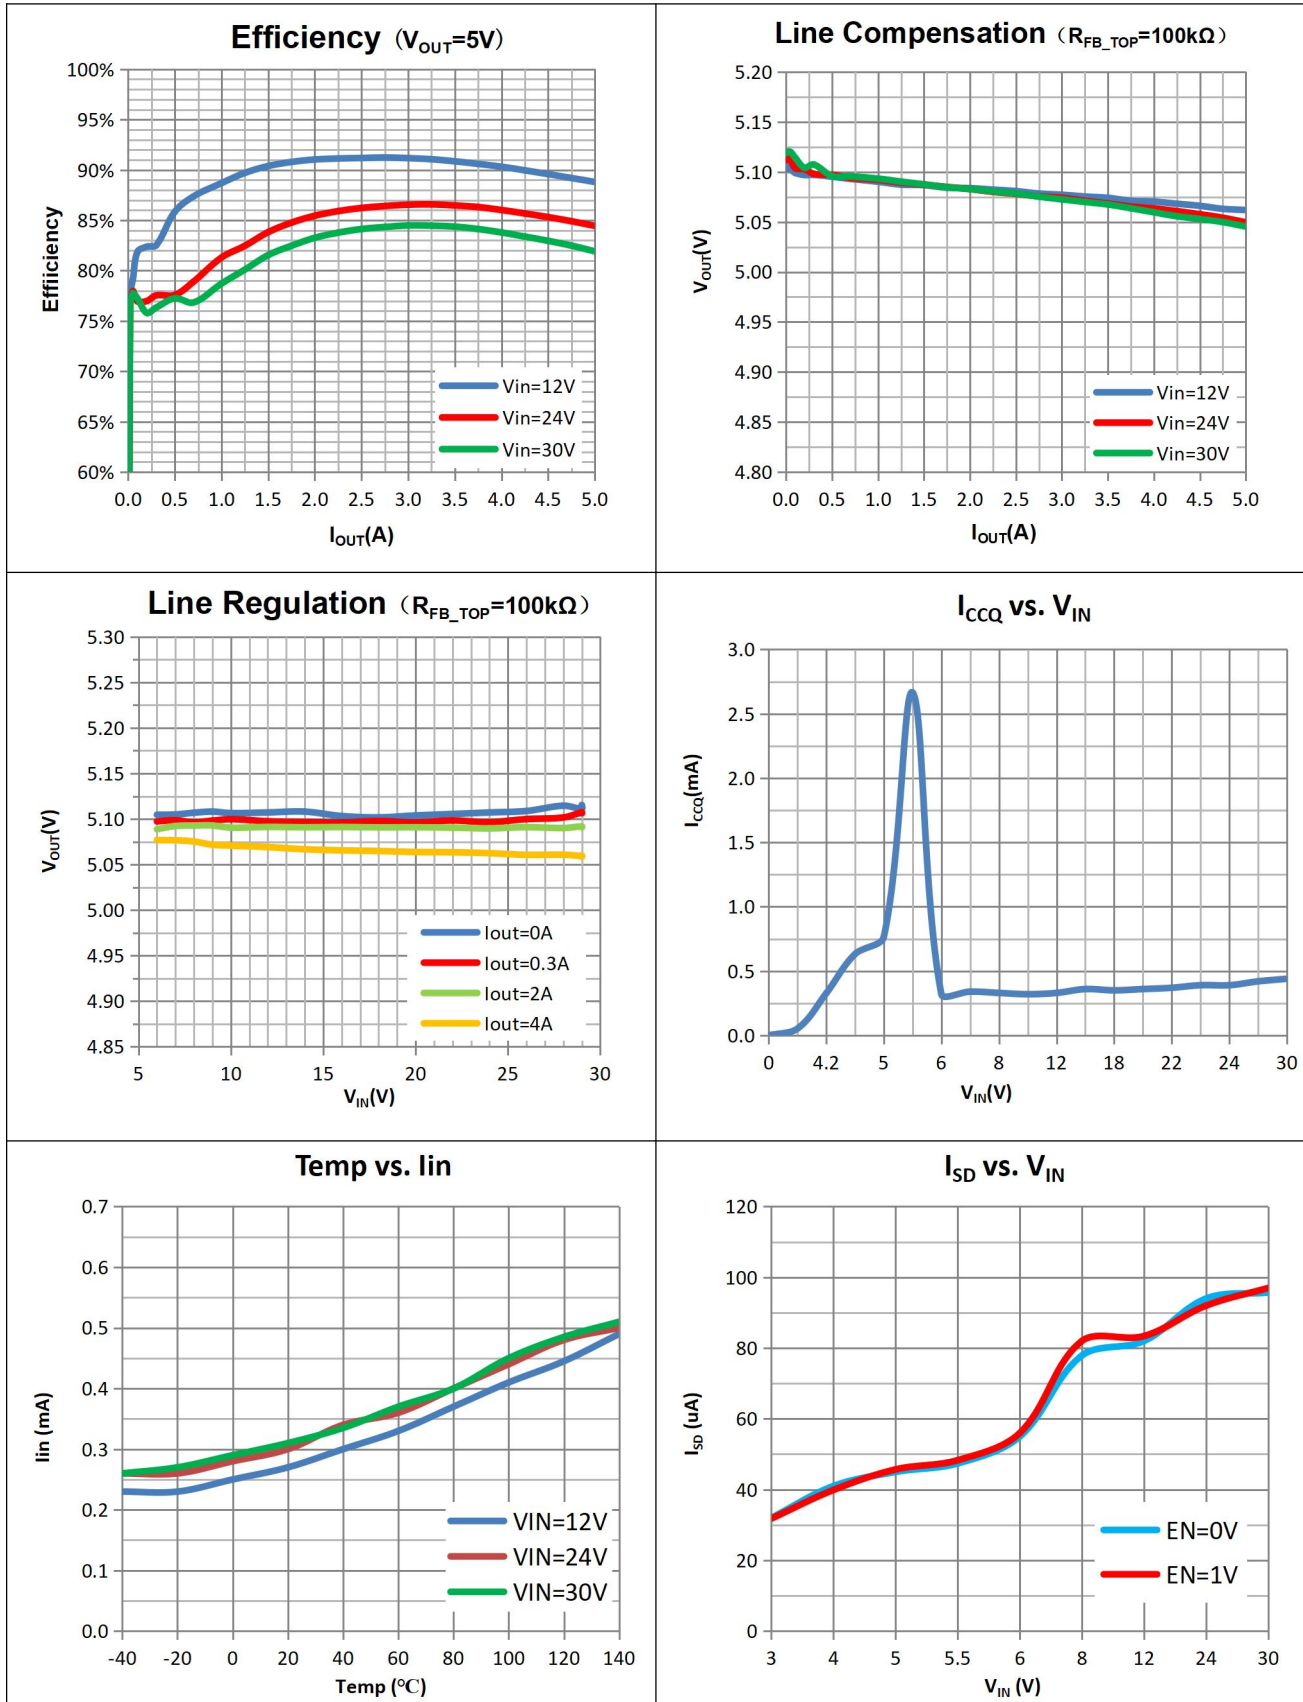 Efficiency (VOUT=5V)
100%
95%
90%
85%
80%
75%
70%
65%
60%
Effiiciency
Vin=12V
Vin=24V
Vin=30V
0.0 0.5 1.0 1.5 2.0 2.5 3.0 3.5 4.0 4.5 5.0
IOUT(A)
Line Compensation (RFB_TOP=100kΩ)
5.20
5.15
5.10
5.05
5.00
4.95
4.90
4.85
4.80
VOUT(V)
Vin=12V
Vin=24V
Vin=30V
0.0 0.5 1.0 1.5 2.0 2.5 3.0 3.5 4.0 4.5 5.0
IOUT(A)
Line Regulation (RFB_TOP=100kΩ)
5.30
5.25
5.20
5.15
5.10
5.05
5.00
4.95
4.90
4.85
VOUT(V)
Iout=0A
Iout=0.3A
Iout=2A
Iout=4A
5 10 15 20 25 30
VIN(V)
ICCQ vs. VIN
3.0
2.5
2.0
1.5
1.0
0.5
0.0
ICCQ(mA)
0 4.2 5 6 8 12 18 22 24 30
VIN(V)
Temp vs. Iin
0.7
0.6
0.5
0.4
0.3
0.2
0.1
0.0
Iin (mA)
VIN=12V
VIN=24V
VIN=30V
-40 -20 0 20 40 60 80 100 120 140
Temp (℃)
ISD vs. VIN
120
100
80
60
40
20
0
ISD (uA)
EN=0V
EN=1V
3 4 5 5.5 6 8 12 24 30
VIN (V)